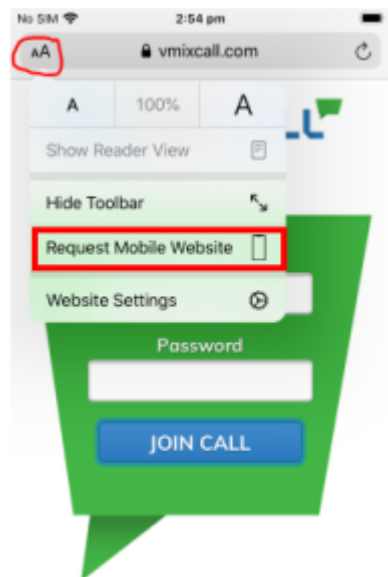 No SIM 2:54 pm
AA vmixcall.com
A 100% A
LL
Show Reader View
Hide Toolbar
Request Mobile Website
Website Settings
Password
JOIN CALL